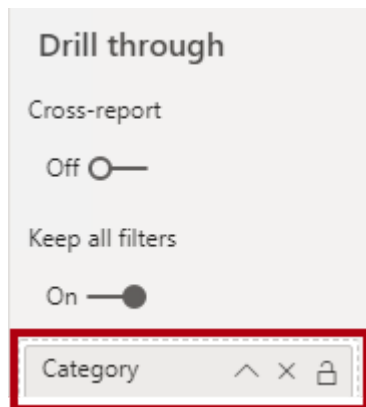 Drill through
Cross-report
Off
Keep all filters
On
Category